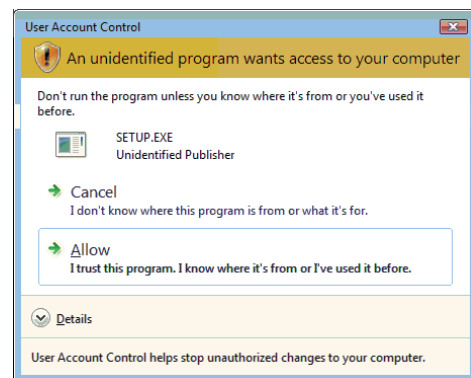 User Account Control
An unidentified program wants access to your computer
Don't run the program unless you know where it's from or you've used it
before.
SETUP.EXE
Unidentified Publisher
Cancel
I don't know where this program is from or what it's for.
Allow
I trust this program. I know where it's from or I've used it before.
Details
User Account Control helps stop unauthorized changes to your computer.